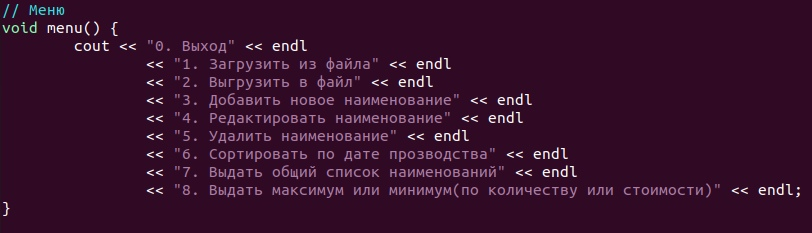 // Меню
void menu() {
cout << "0. Выход" << endl
<< "1. Загрузить из файла" << endl
<< "2. Выгрузить в файл" << endl
<< "3. Добавить новое наименование" << endl
<< "4. Редактировать наименование" << endl
<< "5. Удалить наименование" << endl
<< "6. Сортировать по дате прозводства" << endl
<< "7. Выдать общий список наименований" << endl
<< "8. Выдать максимум или минимум(по количеству или стоимости)" << endl;
}